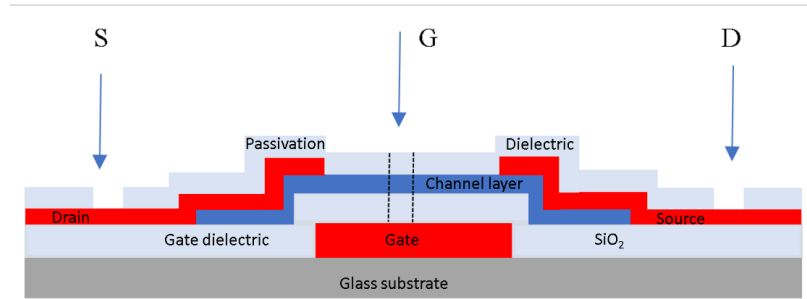 S G D
Passivation Dielectric
Channel layer
Drain Source
Gate dielectric Gate SiO₂
Glass substrate